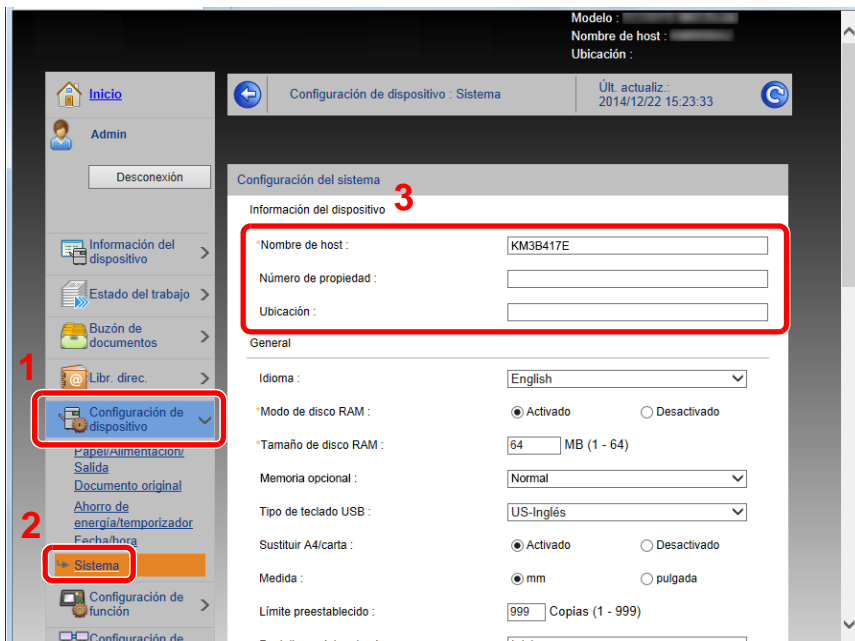 Modelo :
Nombre de host :
Ubicación :
Inicio
Configuración de dispositivo : Sistema
Últ. actualiz.:
2014/12/22 15:23:33
Admin
Desconexión
Configuración del sistema
3
Información del dispositivo
*Nombre de host : KM3B417E
Número de propiedad :
Ubicación :
General
Información del
dispositivo
Estado del trabajo
Buzón de
documentos
1
Libr. direc.
Configuración de
dispositivo
Papel/Alimentación/
Salida
Documento original
Ahorro de
energía/temporizador
Fecha/hora
2
Sistema
Configuración de
función
Configuración de
Idioma : English
*Modo de disco RAM : Activado Desactivado
*Tamaño de disco RAM : 64 MB (1 - 64)
Memoria opcional : Normal
Tipo de teclado USB : US-Inglés
Sustituir A4/carta : Activado Desactivado
Medida : mm pulgada
Límite preestablecido : 999 Copias (1 - 999)